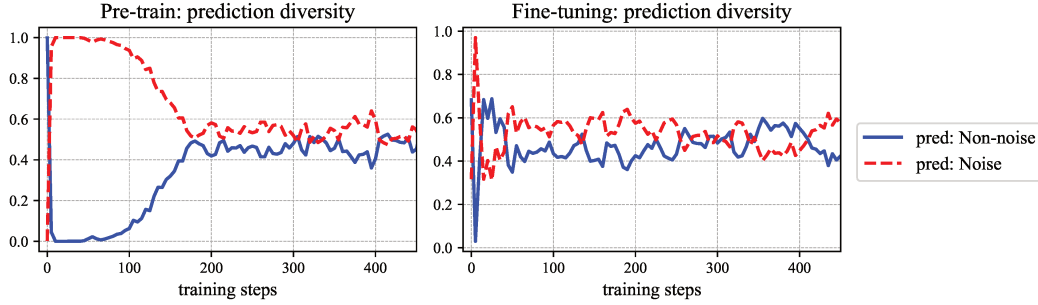 Pre-train: prediction diversity
1.0
0.8
0.6
0.4
0.2
0.0
0 100 200 300 400
training steps
Fine-tuning: prediction diversity
1.0
0.8
0.6
0.4
0.2
0.0
0 100 200 300 400
training steps
pred: Non-noise
pred: Noise